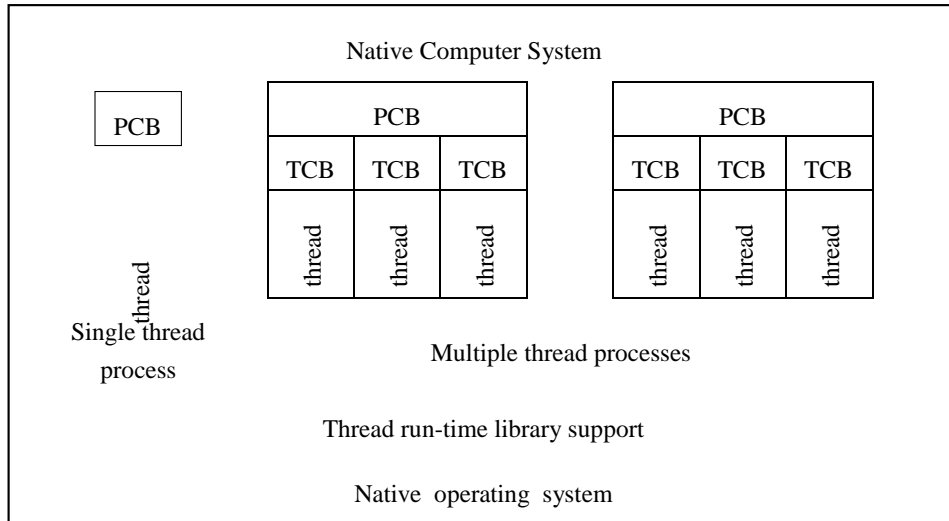 Native Computer System
PCB
PCB
PCB
TCB TCB TCB
TCB TCB TCB
thread
thread
thread
thread
thread
thread
thread
Single thread
process
Multiple thread processes
Thread run-time library support
Native operating system